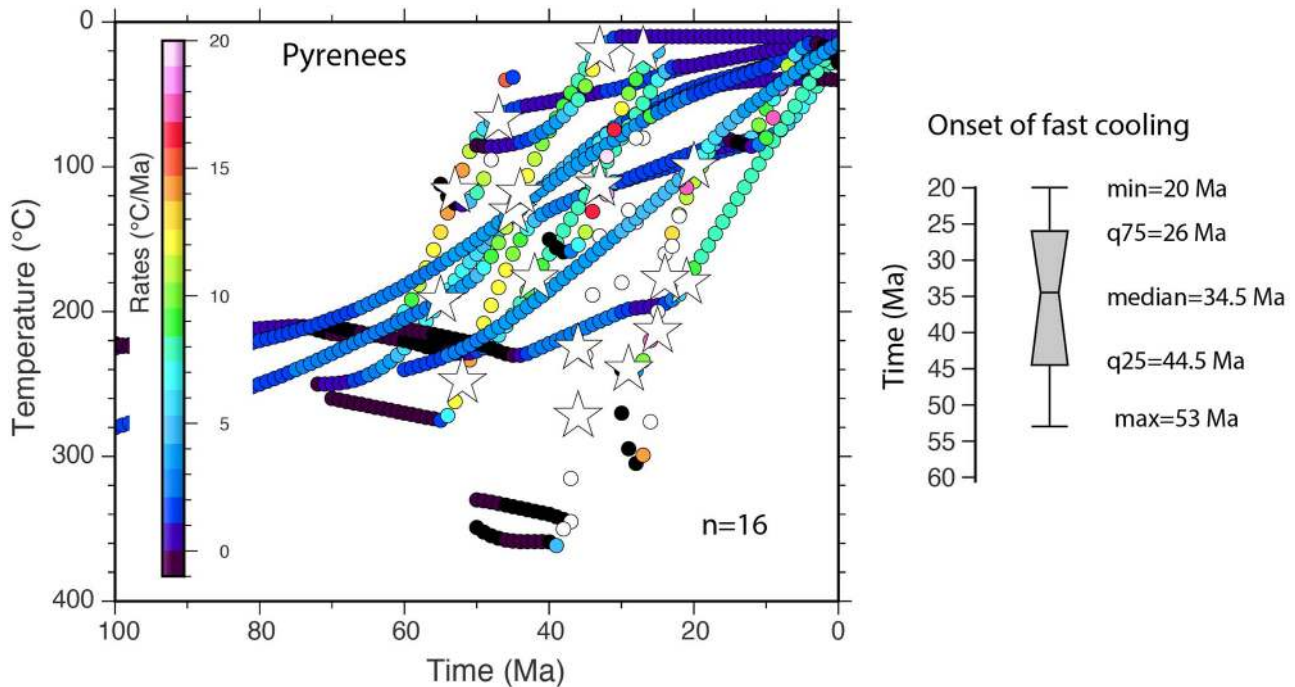 Pyrenees
Temperature (°C)
0
100
200
300
400
Rates (°C/Ma)
20
15
10
5
0
n=16
100
80
60
40
20
0
Time (Ma)
Onset of fast cooling
Time (Ma)
20
25
30
35
40
45
50
55
60
min=20 Ma
q75=26 Ma
median=34.5 Ma
q25=44.5 Ma
max=53 Ma